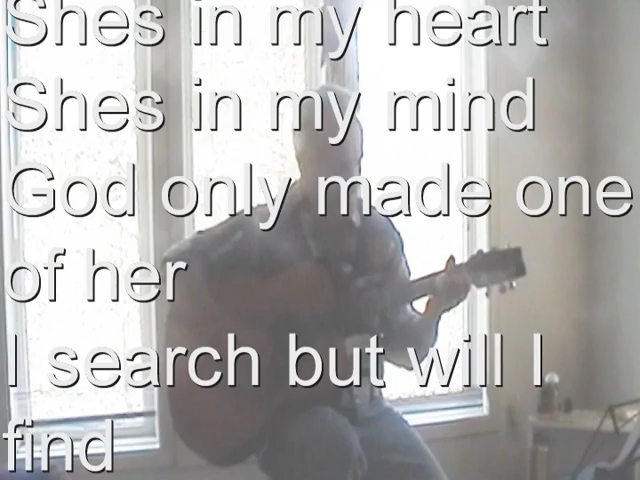 Shes in my heart
Shes in my mind
God only made one
of her
I search but will I
find